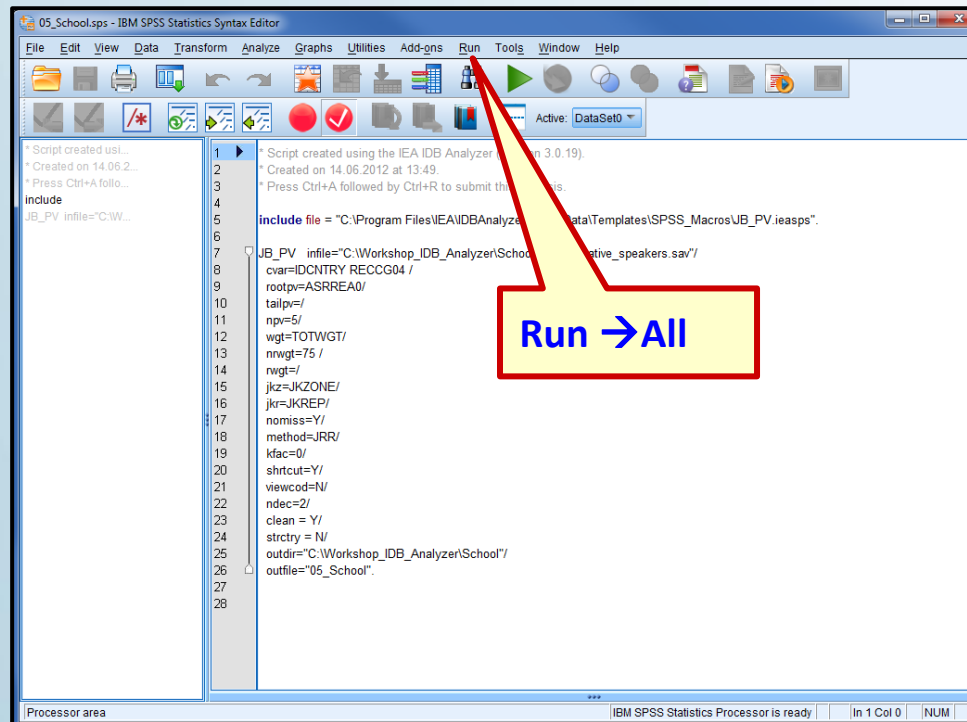 05_School.sps - IBM SPSS Statistics Syntax Editor
File Edit View Data Transform Analyze Graphs Utilities Add-ons Run Tools Window Help
Active: DataSet0
* Script created usi...
* Created on 14.06.2...
* Press Ctrl+A follo...
include
JB_PV infile="C:\W...
1 * Script created using the IEA IDB Analyzer ( n 3.0.19).
2 * Created on 14.06.2012 at 13:49.
3 * Press Ctrl+A followed by Ctrl+R to submit th is.
4
5 include file = "C:\Program Files\IEA\IDBAnalyze Data\Templates\SPSS_Macros\JB_PV.ieasps".
6
7 JB_PV infile="C:\Workshop_IDB_Analyzer\Schoo ative_speakers.sav"/
8 cvar=IDCNTRY RECCG04 /
9 rootpv=ASRREA0/
10 tailpv=/
11 npv=5/
12 wgt=TOTWGT/
13 nrwgt=75 /
14 rwgt=/
15 jkz=JKZONE/
16 jkr=JKREP/
17 nomiss=Y/
18 method=JRR/
19 kfac=0/
20 shrtcut=Y/
21 viewcod=N/
22 ndec=2/
23 clean = Y/
24 strctry = N/
25 outdir="C:\Workshop_IDB_Analyzer\School"/
26 outfile="05_School".
27
28
Run →All
Processor area
IBM SPSS Statistics Processor is ready In 1 Col 0 NUM